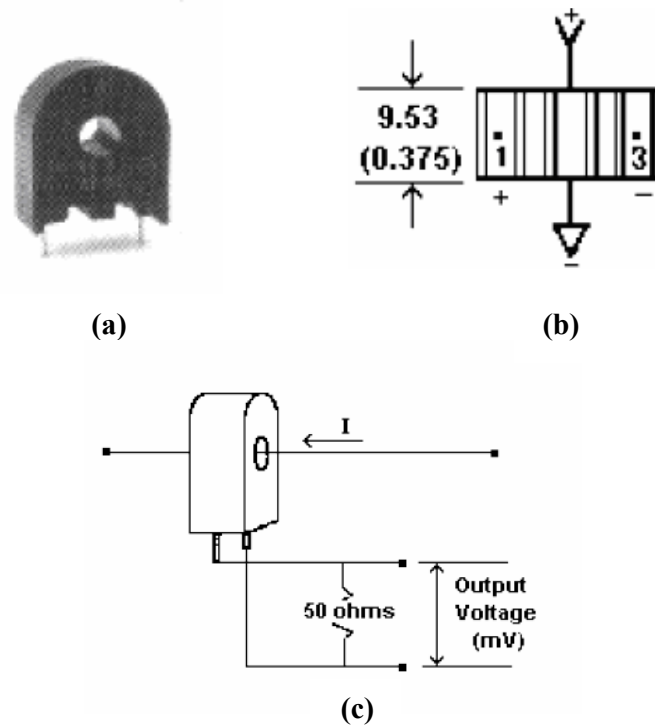 +
9.53
(0.375)
1
3
+
−
−
(a)
(b)
I
50 ohms
Output
Voltage
(mV)
(c)